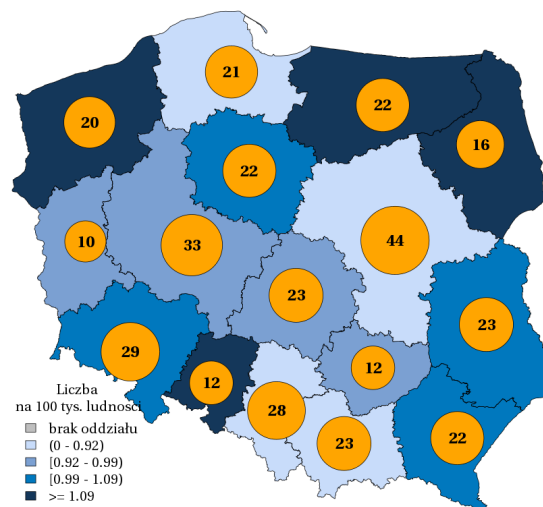 21
22
20
16
22
10
33
44
23
23
29
12
12
28
23
22
Liczba
na 100 tys. ludności
brak oddziału
(0 - 0.92)
[0.92 - 0.99)
[0.99 - 1.09)
>= 1.09